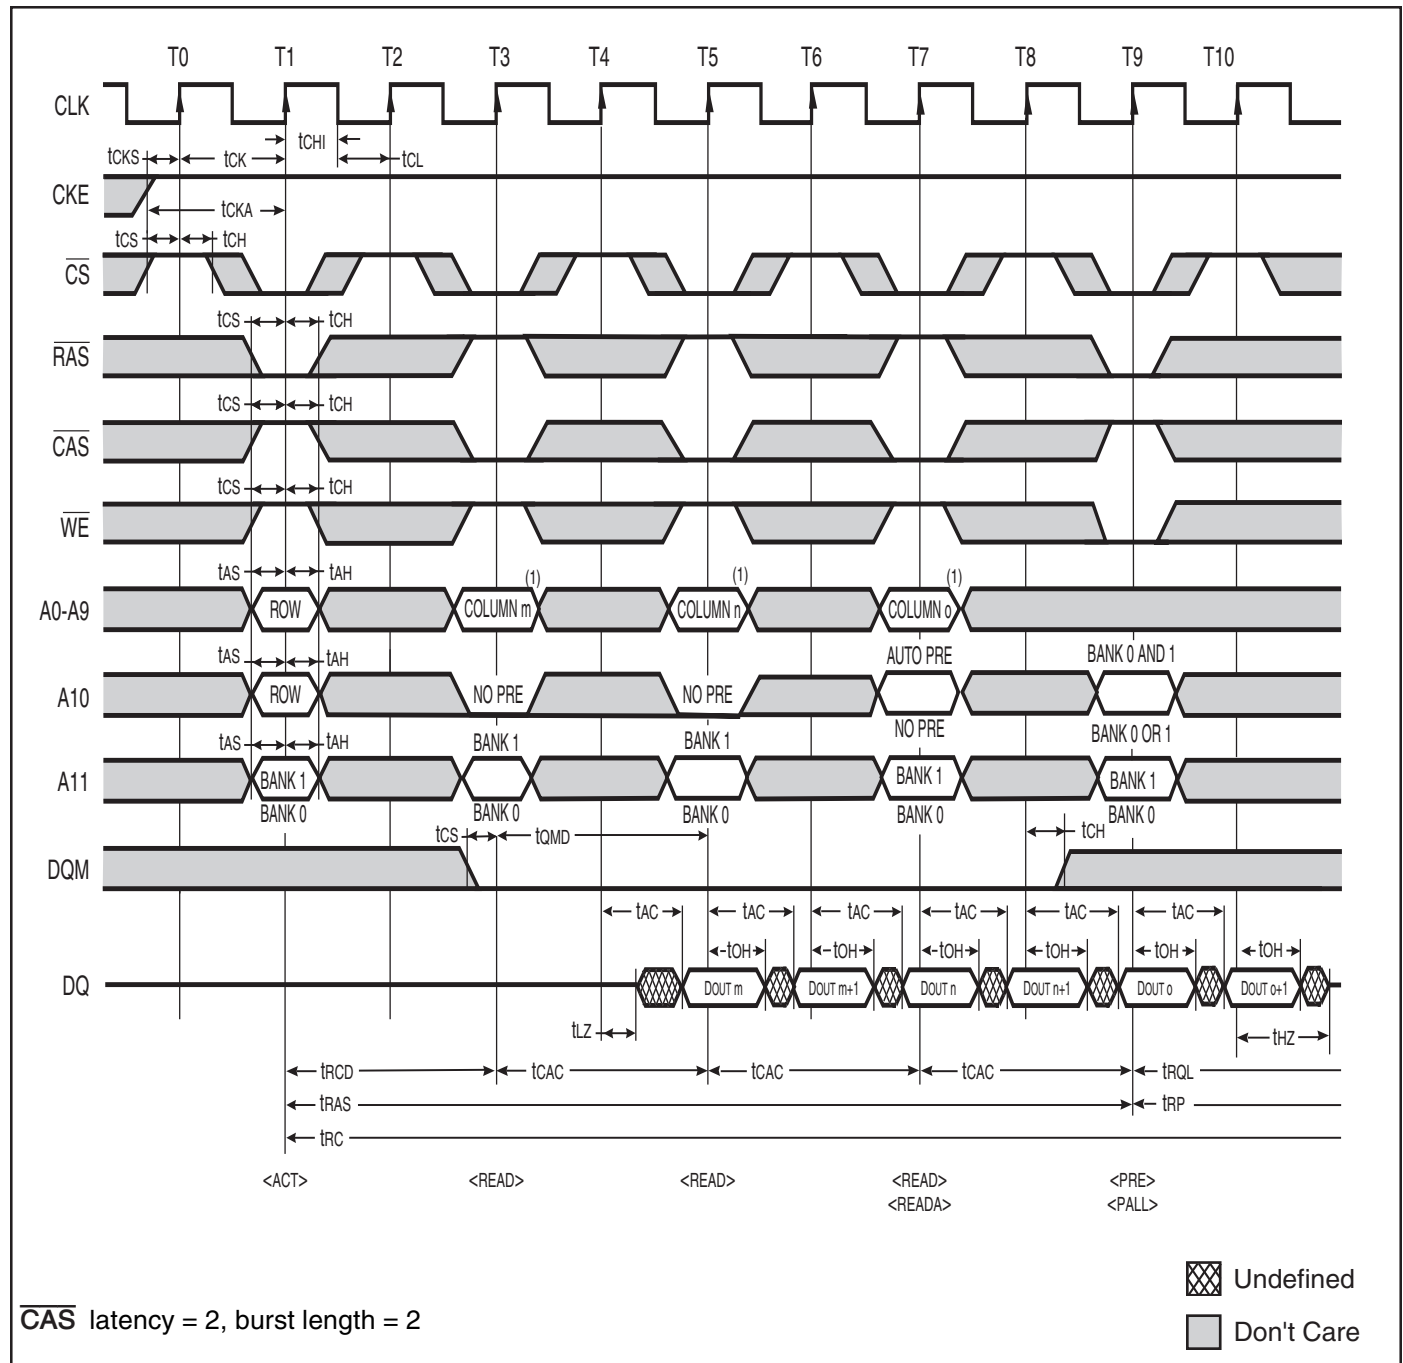 T0 T1 T2 T3 T4 T5 T6 T7 T8 T9 T10
CLK
tCHI
tCKS tCK tCL
CKE
tCKA
tCS tCH
CS
tCS tCH
RAS
tCS tCH
CAS
tCS tCH
WE
tAS tAH (1) (1) (1)
A0-A9 ROW COLUMN m COLUMN n COLUMN o
tAS tAH AUTO PRE BANK 0 AND 1
A10 ROW NO PRE NO PRE
NO PRE BANK 0 OR 1
tAS tAH BANK 1 BANK 1
A11 BANK 1 BANK 1 BANK 1
BANK 0 BANK 0 BANK 0 BANK 0 BANK 0
tCS tQMD tCH
DQM
tAC tAC tAC tAC tAC tAC
tOH tOH tOH tOH tOH tOH
DQ DOUT m DOUT m+1 DOUT n DOUT n+1 DOUT o DOUT o+1
tLZ tHZ
tRCD tCAC tCAC tCAC tRQL
tRAS tRP
tRC
<ACT> <READ> <READ> <READ> <PRE>
<READA> <PALL>
Undefined
CAS latency = 2, burst length = 2
Don't Care